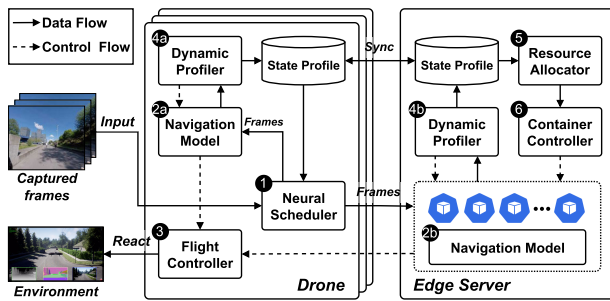 Data Flow
Control Flow
Captured
frames
Input
React
Environment
4a
Dynamic
Profiler
State Profile
2a
Navigation
Model
Frames
1
Neural
Scheduler
3
Flight
Controller
Drone
Sync
Frames
State Profile
5
Resource
Allocator
4b
Dynamic
Profiler
6
Container
Controller
2b
Navigation Model
Edge Server